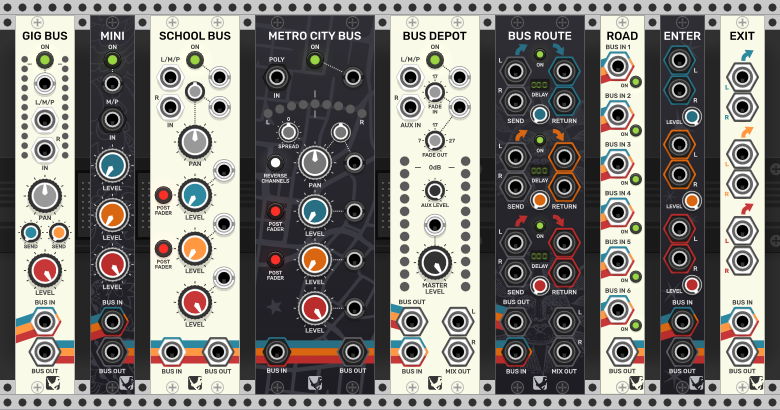 GIG BUS
ON
L/M/P
R
IN
PAN
SEND
SEND
LEVEL
BUS IN
BUS OUT
MINI
ON
M/P
IN
LEVEL
LEVEL
LEVEL
BUS IN
BUS OUT
SCHOOL BUS
ON
L/M/P
R
IN
PAN
POST
FADER
LEVEL
POST
FADER
LEVEL
LEVEL
BUS IN
BUS OUT
METRO CITY BUS
ON
POLY
IN
L
R
0
SPREAD
REVERSE
CHANNELS
PAN
POST
FADER
LEVEL
POST
FADER
LEVEL
LEVEL
BUS IN
BUS OUT
BUS DEPOT
ON
L/M/P
R
AUX IN
17
FADE
IN
17
7
27
FADE OUT
0dB
AUX LEVEL
MASTER
LEVEL
BUS OUT
L
R
BUS IN
MIX OUT
BUS ROUTE
L
ON
R
DELAY
SEND
RETURN
L
ON
R
DELAY
SEND
RETURN
L
ON
R
DELAY
SEND
RETURN
BUS OUT
L
R
BUS IN
MIX OUT
ROAD
BUS IN 1
ON
BUS IN 2
ON
BUS IN 3
ON
BUS IN 4
ON
BUS IN 5
ON
BUS IN 6
ON
BUS OUT
ENTER
L
R
LEVEL
L
R
LEVEL
L
R
LEVEL
BUS IN
BUS OUT
EXIT
L
R
L
R
L
R
BUS IN
BUS OUT